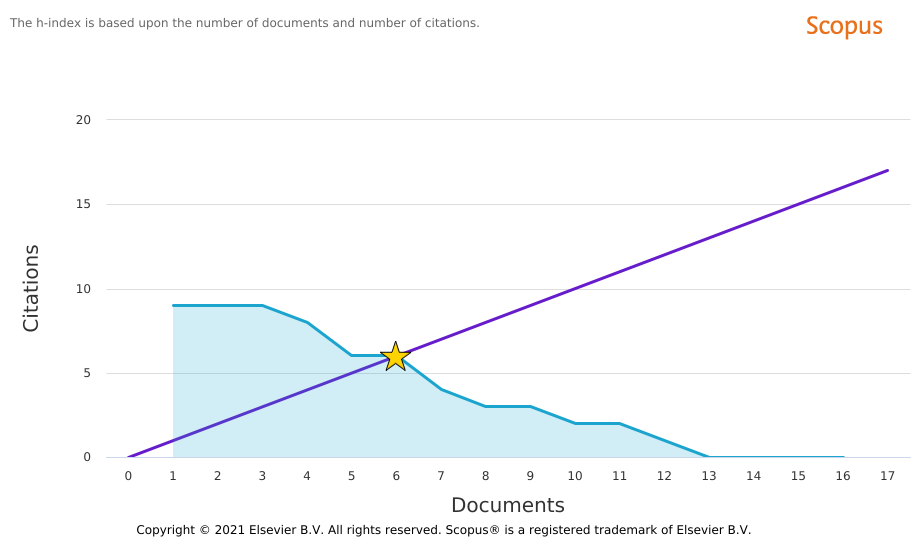 The h-index is based upon the number of documents and number of citations.
Scopus
20
15
10
5
0
Citations
0 1 2 3 4 5 6 7 8 9 10 11 12 13 14 15 16 17
Documents
Copyright © 2021 Elsevier B.V. All rights reserved. Scopus® is a registered trademark of Elsevier B.V.